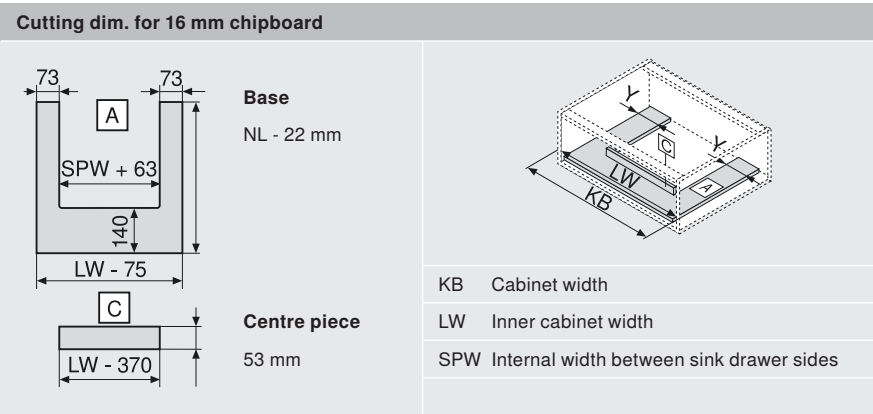 Cutting dim. for 16 mm chipboard
73
73
A
Base
NL - 22 mm
SPW + 63
140
LW - 75
C
Centre piece
53 mm
LW - 370
Y
Y
C
A
LW
KB
KB Cabinet width
LW Inner cabinet width
SPW Internal width between sink drawer sides